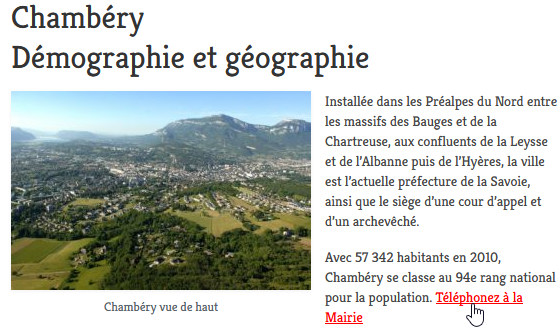 Chambéry
Démographie et géographie
Installée dans les Préalpes du Nord entre
les massifs des Bauges et de la
Chartreuse, aux confluents de la Leysse
et de l'Albanne puis de l'Hyères, la ville
est l'actuelle préfecture de la Savoie,
ainsi que le siège d'une cour d'appel et
d'un archevêché.
Avec 57 342 habitants en 2010,
Chambéry se classe au 94e rang national
pour la population. Téléphonez à la
Mairie
Chambéry vue de haut